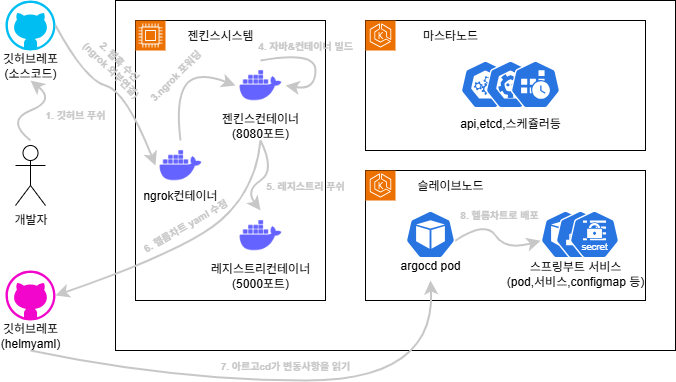 깃허브레포
(소스코드)
1. 깃허브 푸쉬
개발자
2. 웹훅 수신
(ngrok
젠킨스시스템
4. 자바&컨테이너 빌드
3.ngrok 포워딩
젠킨스컨테이너
(8080포트)
ngrok컨테이너
5. 레지스트리 푸쉬
6. 헬름차트 yaml 수정
레지스트리컨테이너
(5000포트)
마스타노드
api,etcd,스케쥴러등
슬레이브노드
argocd pod
8. 헬름차트로 배포
secret
스프링부트 서비스
(pod,서비스,configmap 등)
깃허브레포
(helmyaml)
7. 아르고cd가 변동사항을 읽기